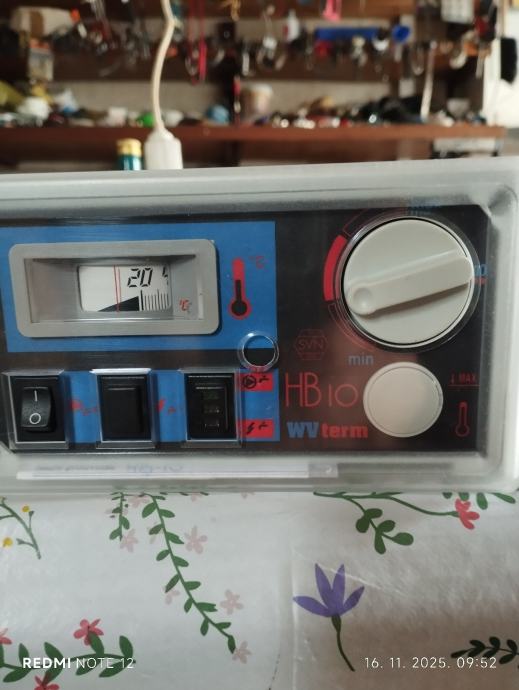 20
°C
°C
SVN
min
I
O
HB10
MAX
WVterm
REDMI NOTE 12
16. 11. 2025. 09:52